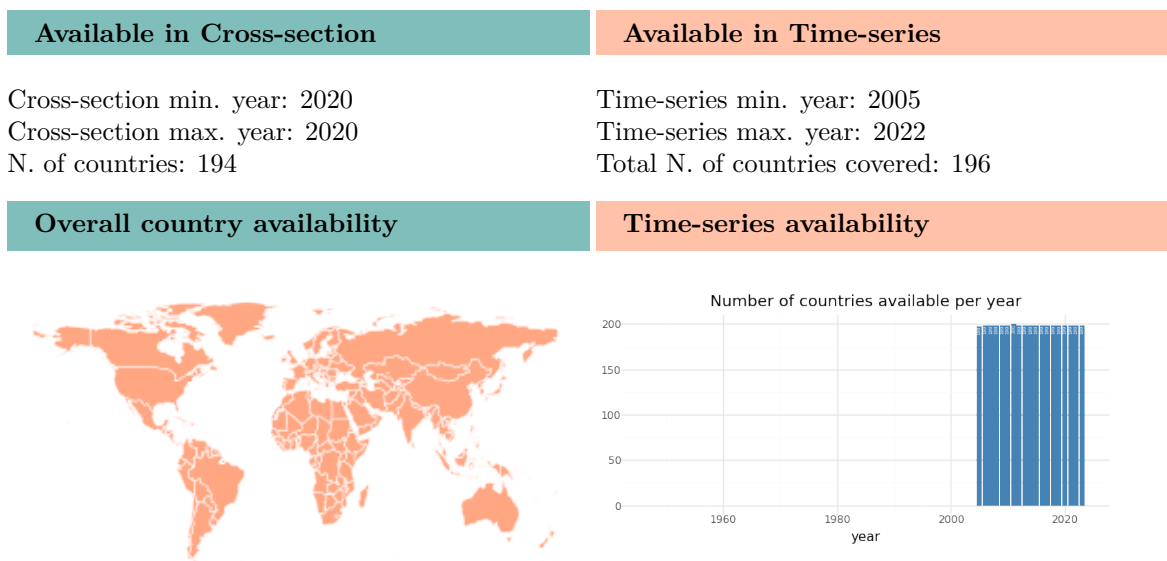 Available in Cross-section
Available in Time-series
Cross-section min. year: 2020
Cross-section max. year: 2020
N. of countries: 194
Time-series min. year: 2005
Time-series max. year: 2022
Total N. of countries covered: 196
Overall country availability
Time-series availability
Number of countries available per year
200
150
100
50
0
1960 1980 2000 2020
year